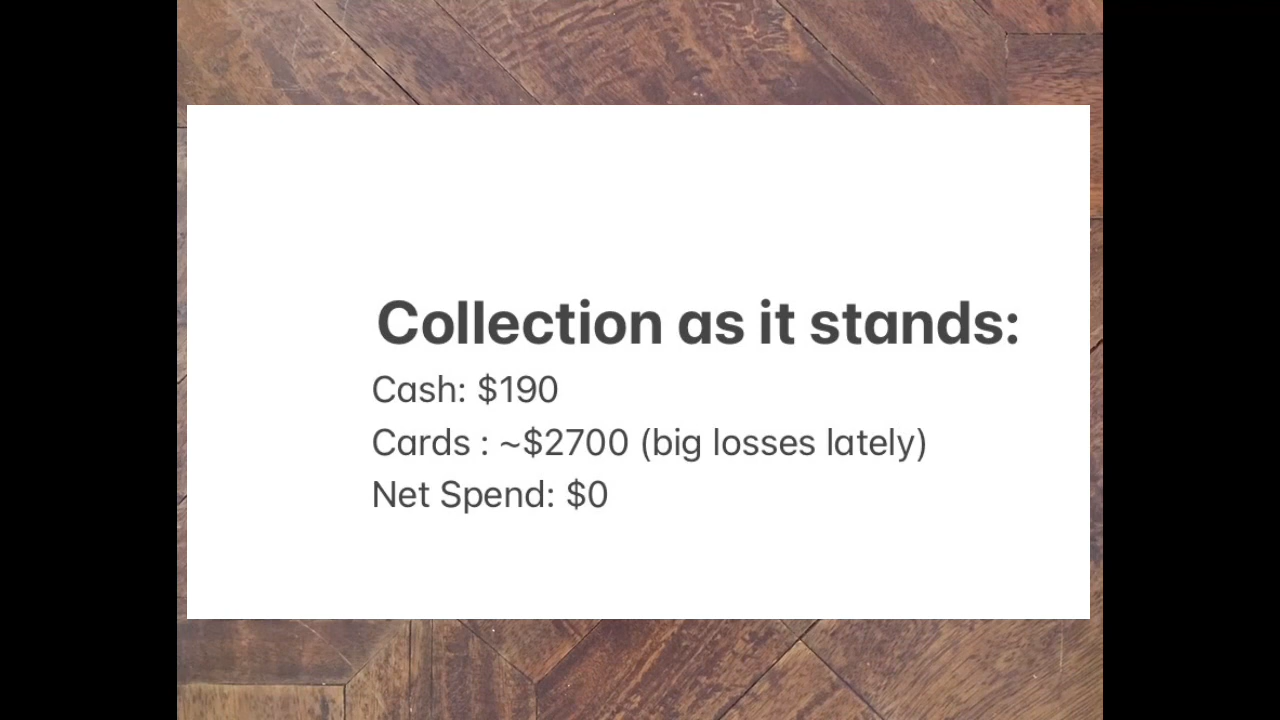 Collection as it stands:
Cash: $190
Cards : ~$2700 (big losses lately)
Net Spend: $0